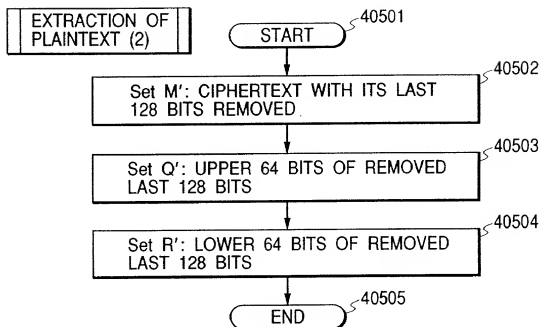 EXTRACTION OF
PLAINTEXT (2)
START
40501
40502
Set M': CIPHERTEXT WITH ITS LAST
128 BITS REMOVED
40503
Set Q': UPPER 64 BITS OF REMOVED
LAST 128 BITS
40504
Set R': LOWER 64 BITS OF REMOVED
LAST 128 BITS
40505
END